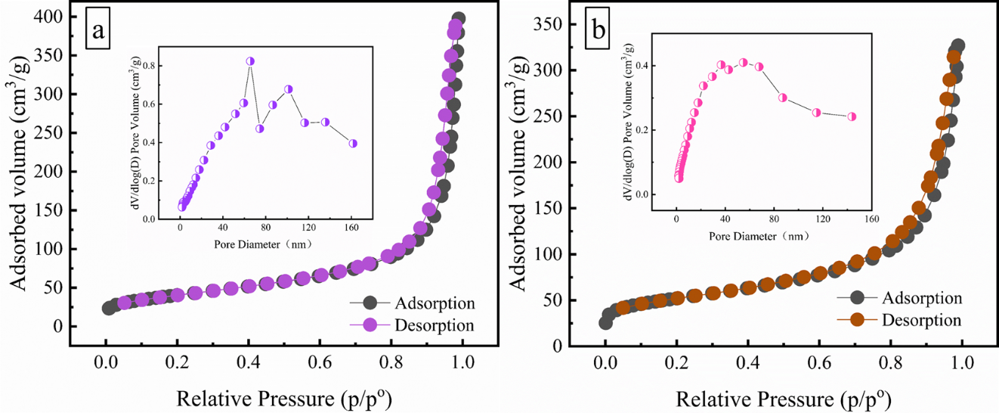 a
400
350
300
250
200
150
100
50
0
Adsorbed volume (cm³/g)
0.0 0.2 0.4 0.6 0.8 1.0
Relative Pressure (p/pº)
Adsorption
Desorption
0.8
0.6
0.4
0.2
0.0
dV/dlog(D) Pore Volume (cm³/g)
0 40 80 120 160
Pore Diameter（nm）
b
350
300
250
200
150
100
50
0
Adsorbed volume (cm³/g)
0.0 0.2 0.4 0.6 0.8 1.0
Relative Pressure (p/pº)
Adsorption
Desorption
0.4
0.2
0.0
dV/dlog(D) Pore Volume (cm³/g)
0 40 80 120 160
Pore Diameter（nm）